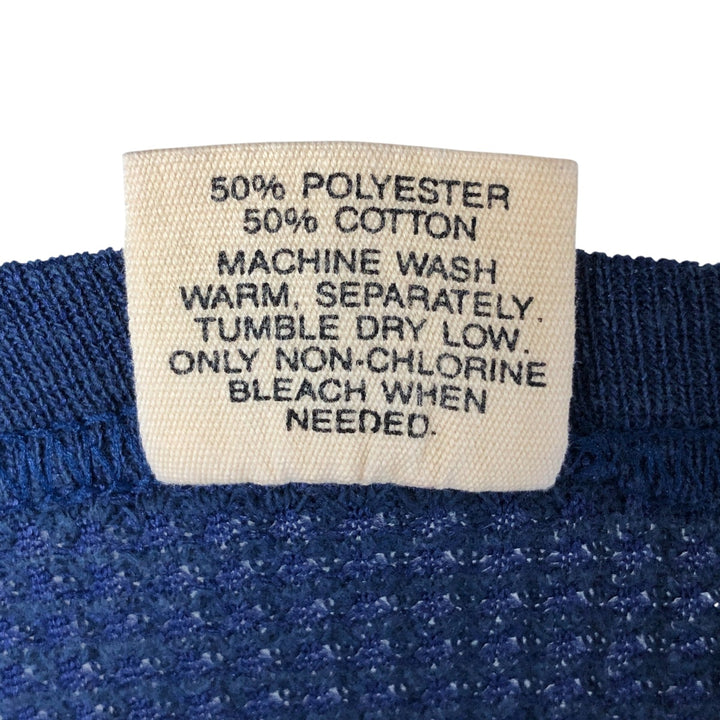 50% POLYESTER
50% COTTON
MACHINE WASH
WARM, SEPARATELY.
TUMBLE DRY LOW.
ONLY NON-CHLORINE
BLEACH WHEN
NEEDED.